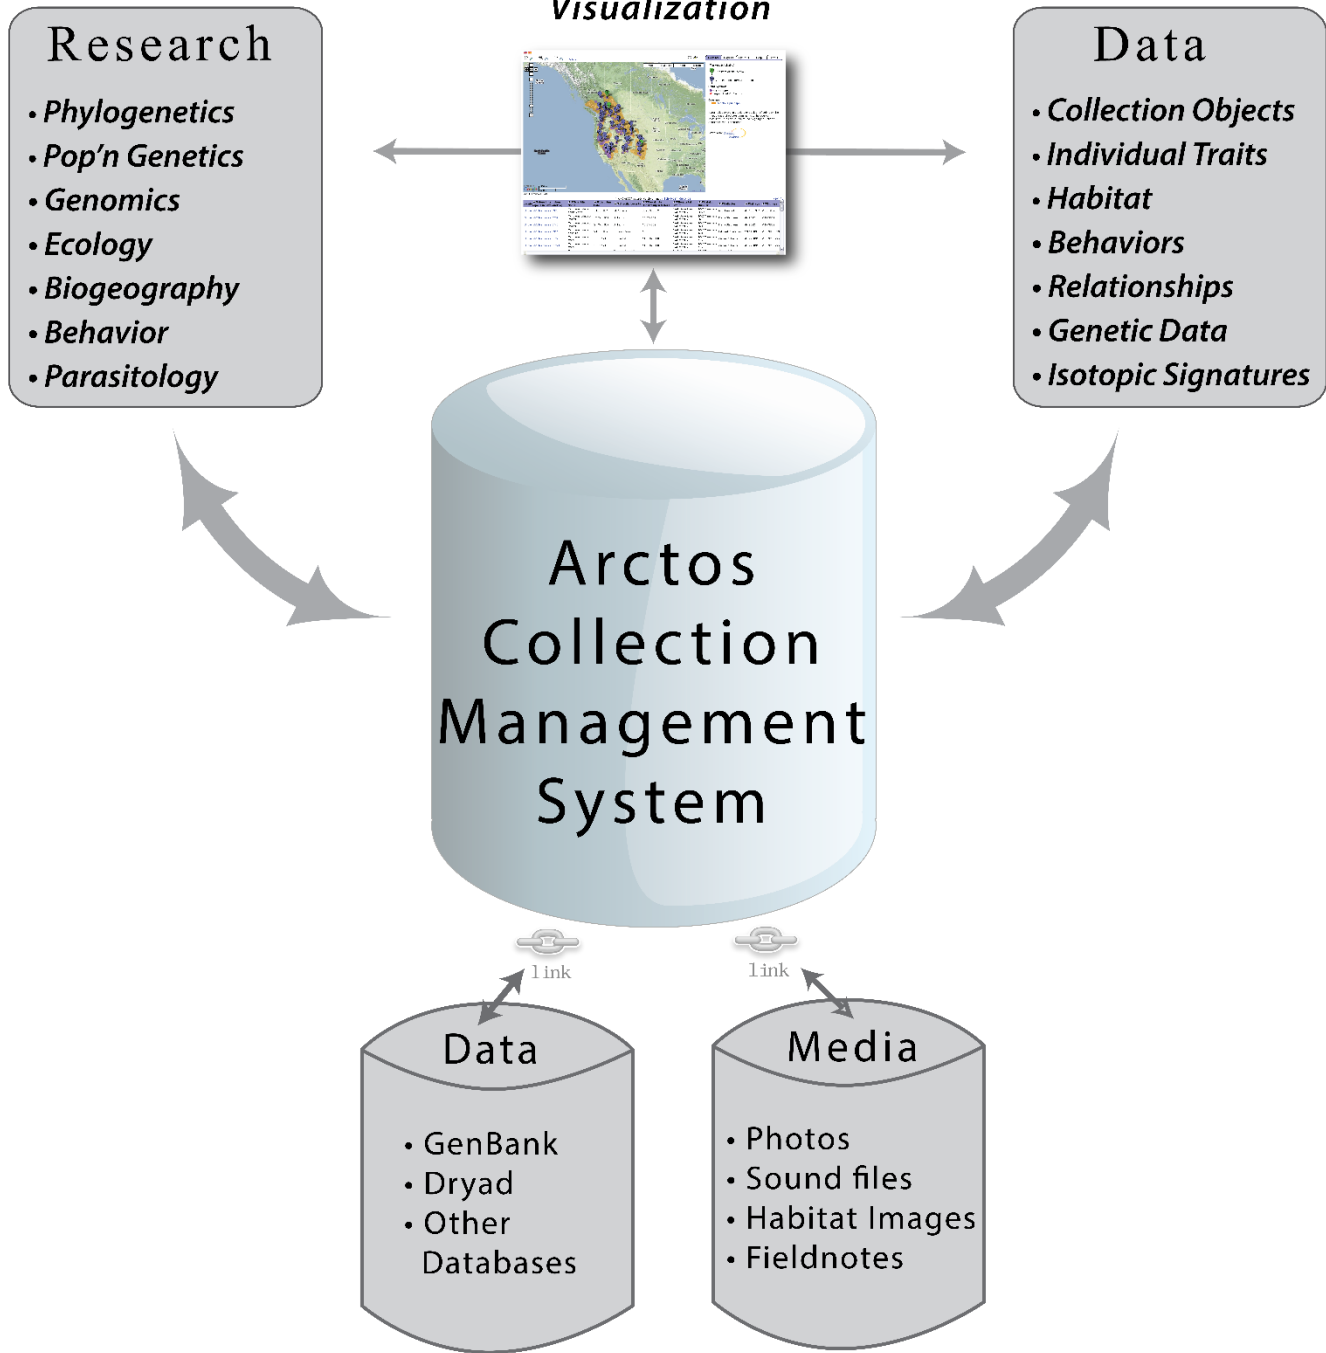 Visualization
Research
• Phylogenetics
• Pop'n Genetics
• Genomics
• Ecology
• Biogeography
• Behavior
• Parasitology
Data
• Collection Objects
• Individual Traits
• Habitat
• Behaviors
• Relationships
• Genetic Data
• Isotopic Signatures
Arctos
Collection
Management
System
link
link
Data
• GenBank
• Dryad
• Other
Databases
Media
• Photos
• Sound files
• Habitat Images
• Fieldnotes